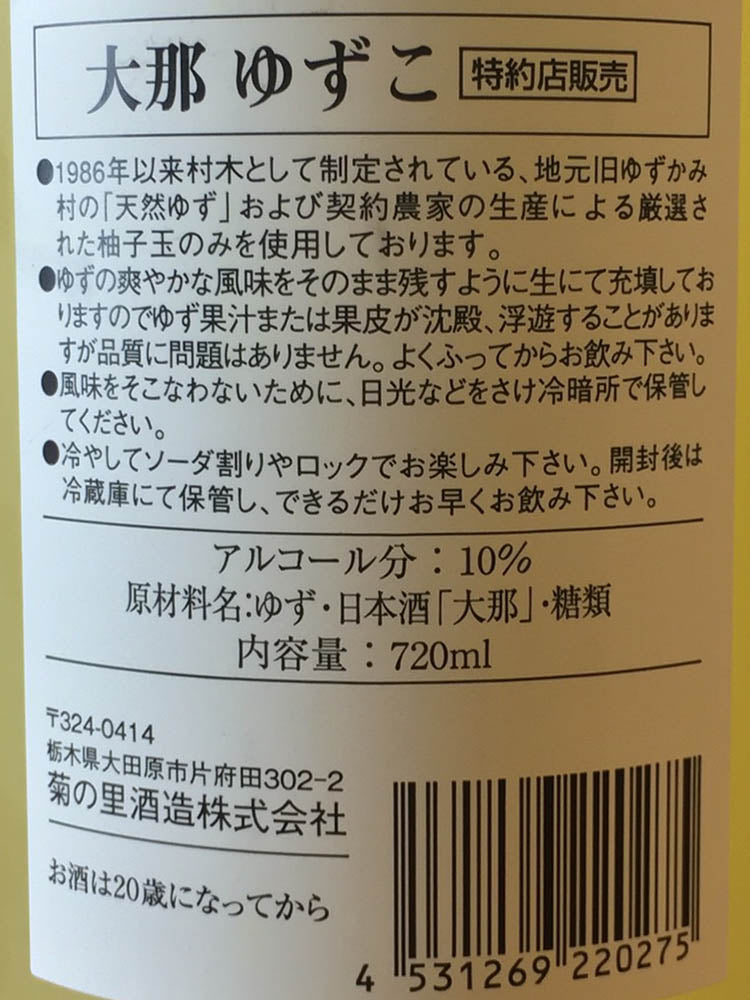 大那 ゆずこ 特約店販売
●1986年以来村木として制定されている、地元旧ゆずかみ
村の「天然ゆず」および契約農家の生産による厳選さ
れた柚子玉のみを使用しております。
●ゆずの爽やかな風味をそのまま残すように生にて充填してお
りますのでゆず果汁または果皮が沈殿、浮遊することがありま
すが品質に問題はありません。よくふってからお飲み下さい。
●風味をそこなわないために、日光などをさけ冷暗所で保管し
てください。
●冷やしてソーダ割りやロックでお楽しみ下さい。開封後は
冷蔵庫にて保管し、できるだけお早くお飲み下さい。
アルコール分：10%
原材料名：ゆず・日本酒「大那」・糖類
内容量：720ml
〒324-0414
栃木県大田原市片府田302-2
菊の里酒造株式会社
お酒は20歳になってから
4 531269 220275